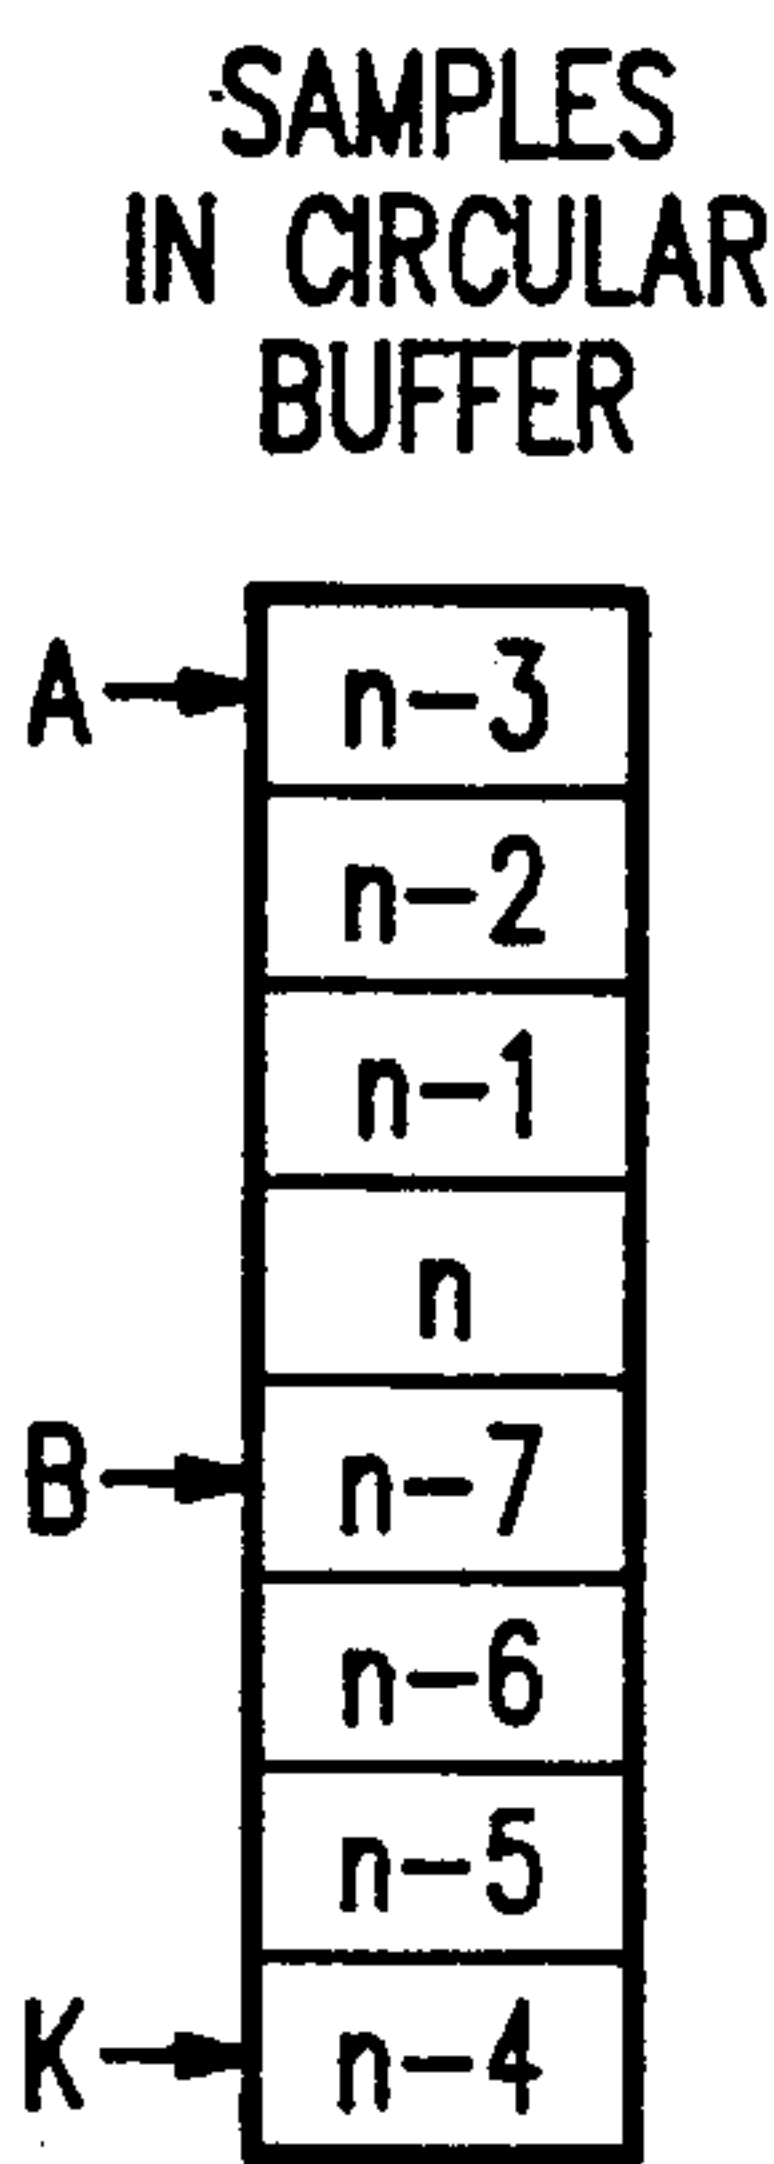 SAMPLES
IN CIRCULAR
BUFFER
A n-3
n-2
n-1
n
B n-7
n-6
n-5
K n-4